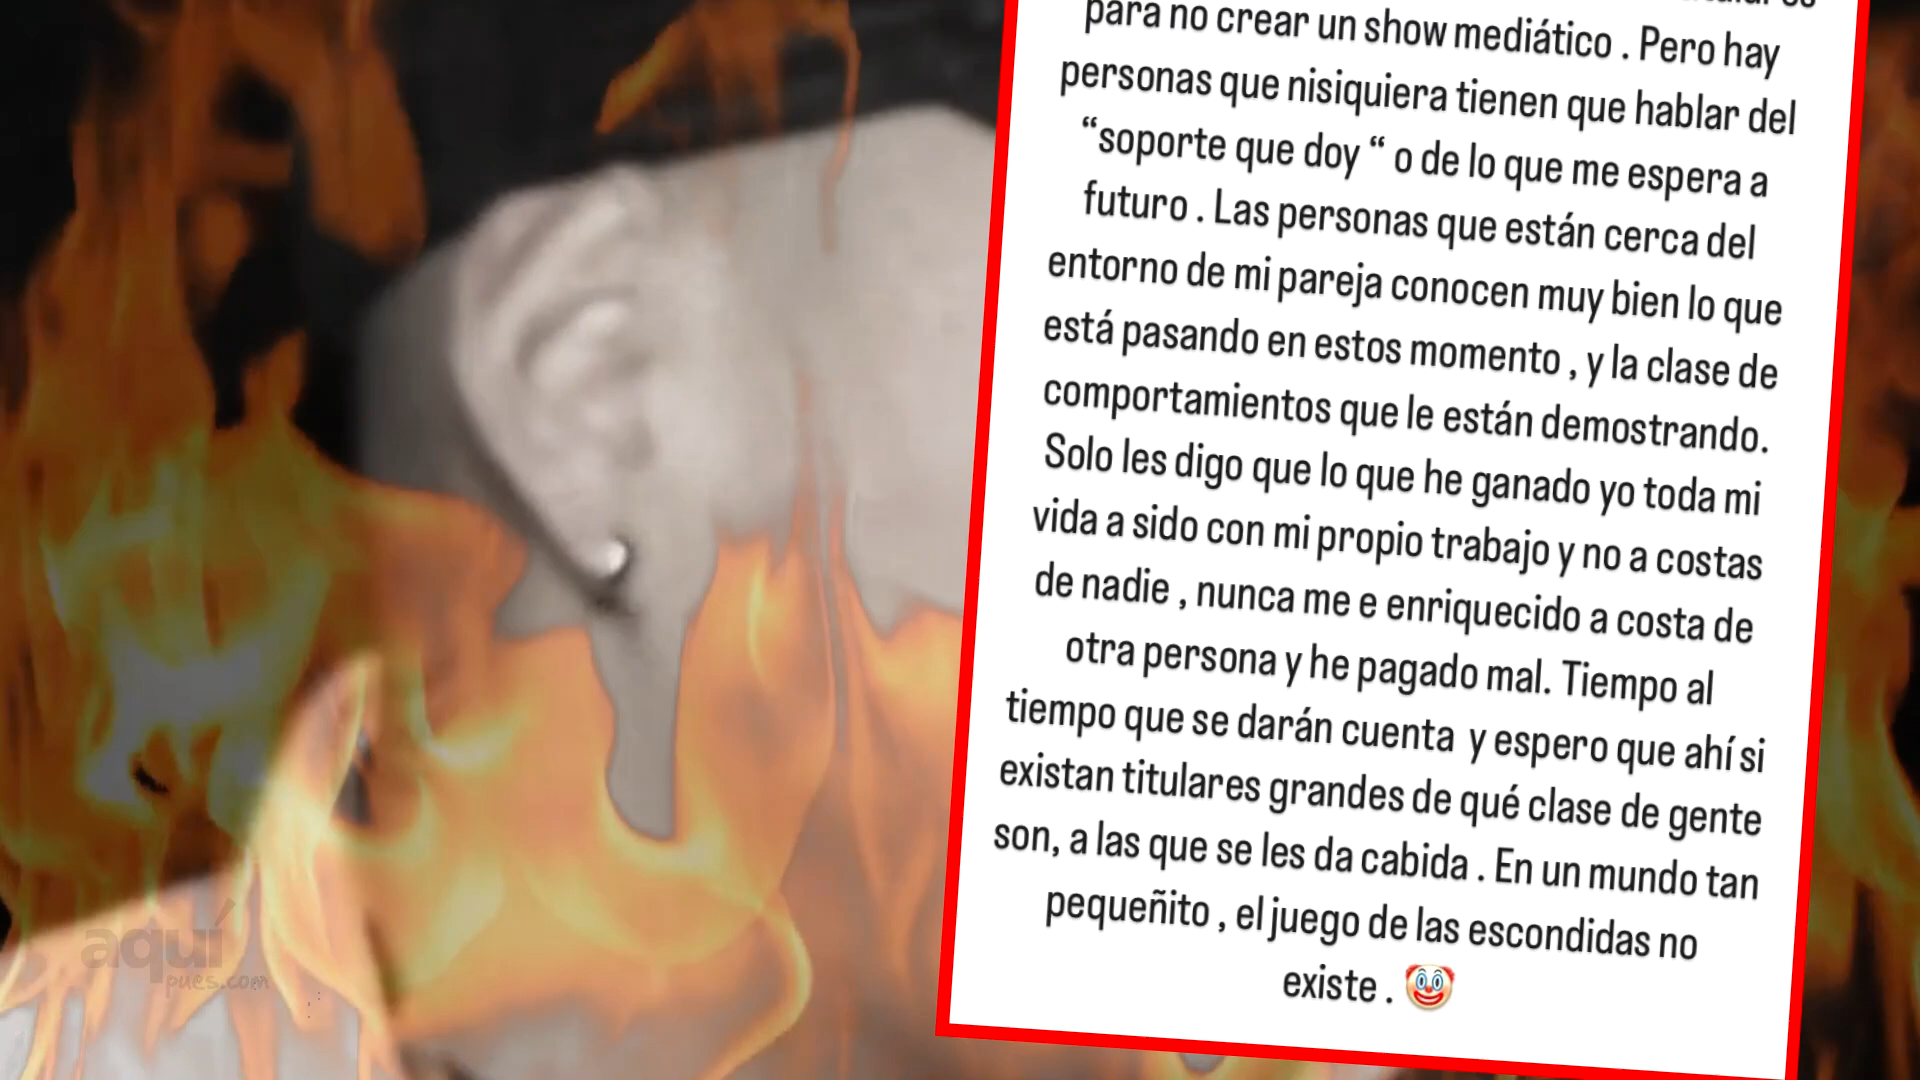 para no crear un show mediático . Pero hay
personas que nisiquiera tienen que hablar del
“soporte que doy “ o de lo que me espera a
futuro . Las personas que están cerca del
entorno de mi pareja conocen muy bien lo que
está pasando en estos momento , y la clase de
comportamientos que le están demostrando.
Solo les digo que lo que he ganado yo toda mi
vida a sido con mi propio trabajo y no a costas
de nadie , nunca me e enriquecido a costa de
otra persona y he pagado mal. Tiempo al
tiempo que se darán cuenta y espero que ahí si
existan titulares grandes de qué clase de gente
son, a las que se les da cabida . En un mundo tan
pequeñito , el juego de las escondidas no
existe . 🤡
aquí
pues.com